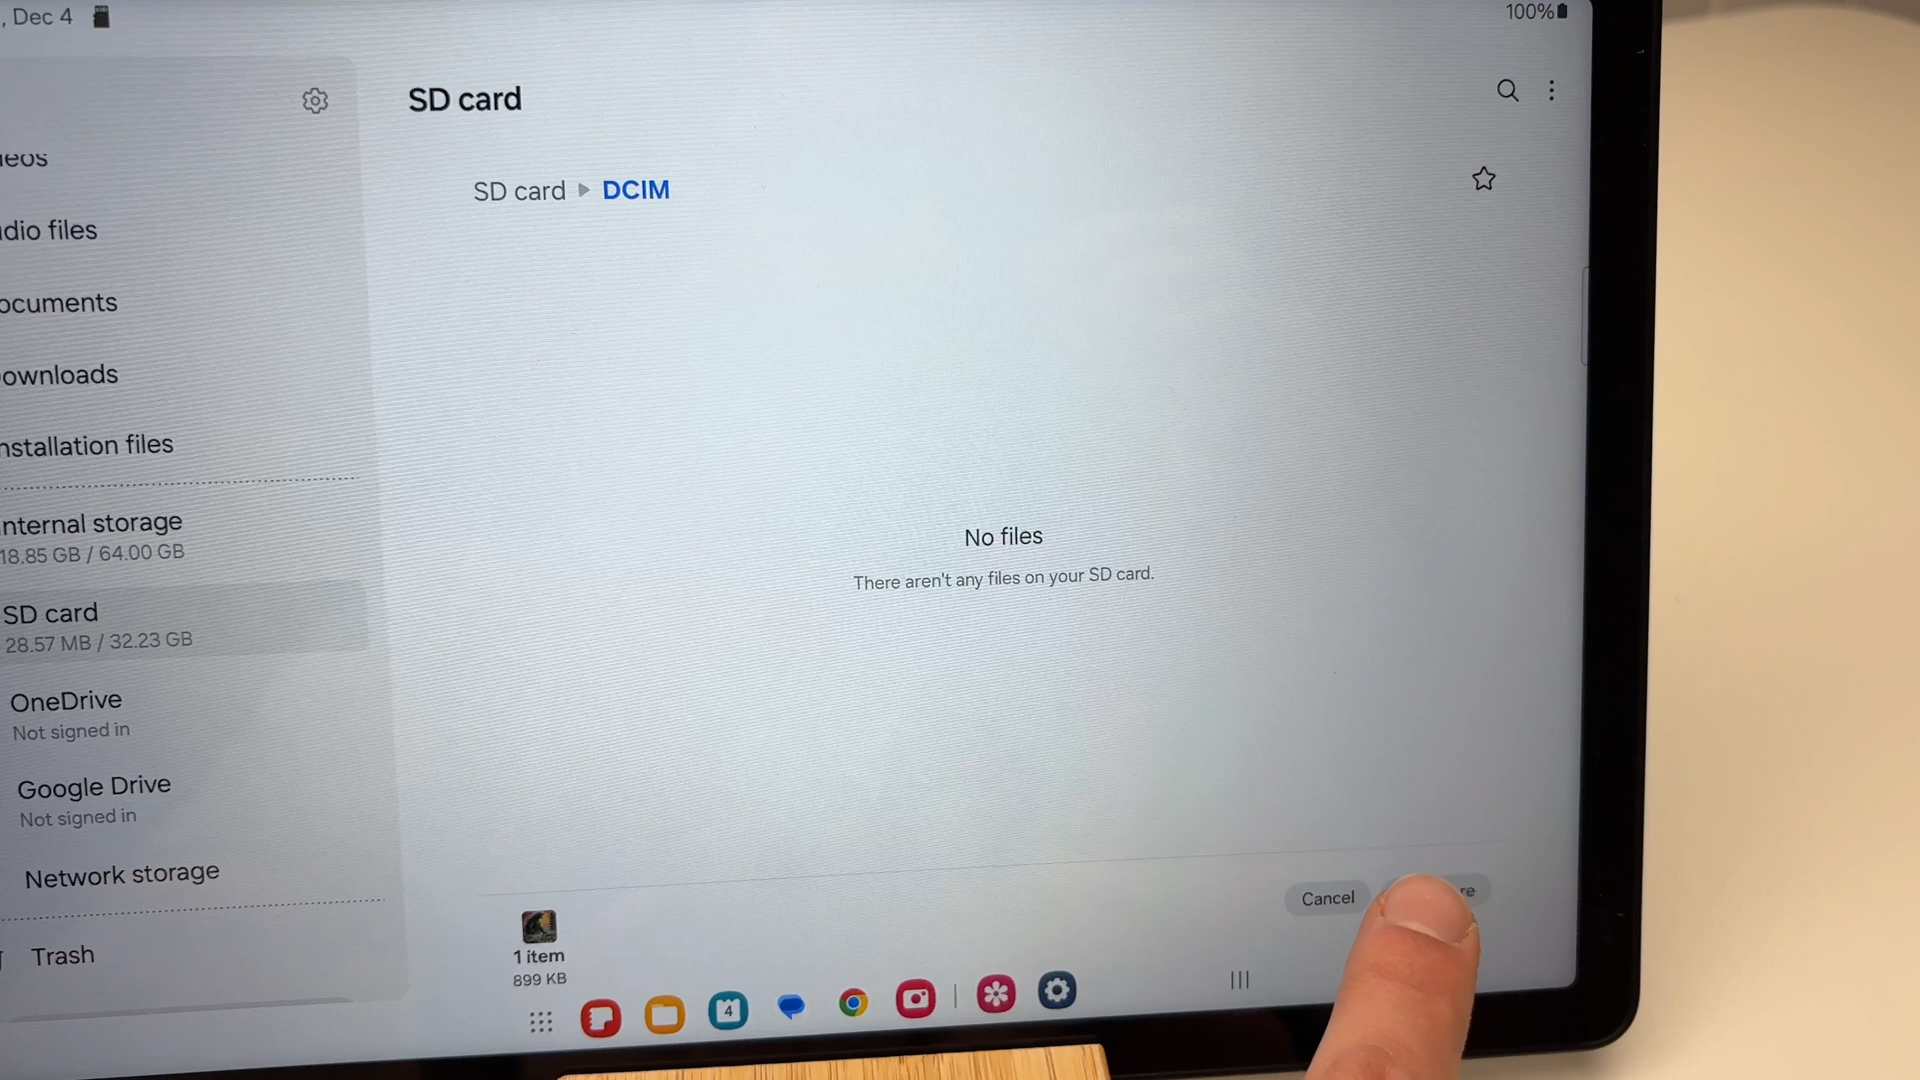 , Dec 4
100%
SD card
SD card ▸ DCIM
eos
dio files
ocuments
ownloads
nstallation files
nternal storage
18.85 GB / 64.00 GB
SD card
28.57 MB / 32.23 GB
OneDrive
Not signed in
Google Drive
Not signed in
Network storage
Trash
No files
There aren't any files on your SD card.
Cancel
re
1 item
899 KB
4